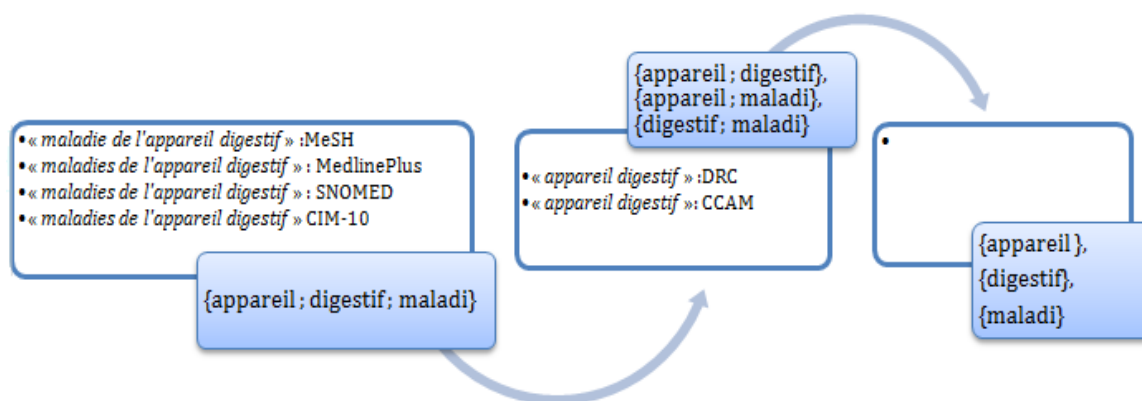 •« maladie de l'appareil digestif » :MeSH
•« maladies de l'appareil digestif » : MedlinePlus
•« maladies de l'appareil digestif » : SNOMED
•« maladies de l'appareil digestif » CIM-10
{appareil ; digestif ; maladi}
{appareil ; digestif},
{appareil ; maladi},
{digestif ; maladi}
•« appareil digestif » :DRC
•« appareil digestif »: CCAM
•
{appareil },
{digestif},
{maladi}